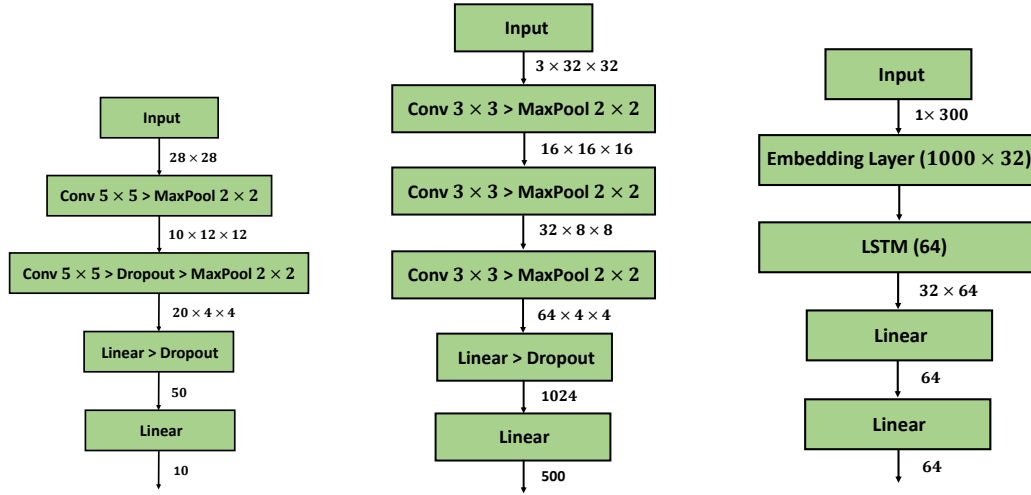 Input
28 × 28
Conv 5 × 5 > MaxPool 2 × 2
10 × 12 × 12
Conv 5 × 5 > Dropout > MaxPool 2 × 2
20 × 4 × 4
Linear > Dropout
50
Linear
10
Input
3 × 32 × 32
Conv 3 × 3 > MaxPool 2 × 2
16 × 16 × 16
Conv 3 × 3 > MaxPool 2 × 2
32 × 8 × 8
Conv 3 × 3 > MaxPool 2 × 2
64 × 4 × 4
Linear > Dropout
1024
Linear
500
Input
1× 300
Embedding Layer (1000 × 32)
LSTM (64)
32 × 64
Linear
64
Linear
64